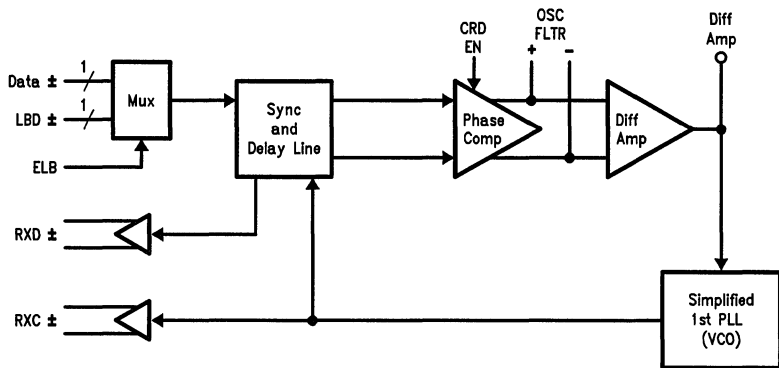 Diff
Amp
CRD
EN
OSC
FLTR
+ -
1
Data ±
Mux
1
LBD ±
ELB
Sync
and
Delay Line
Phase
Comp
Diff
Amp
RXD ±
RXC ±
Simplified
1st PLL
(VCO)